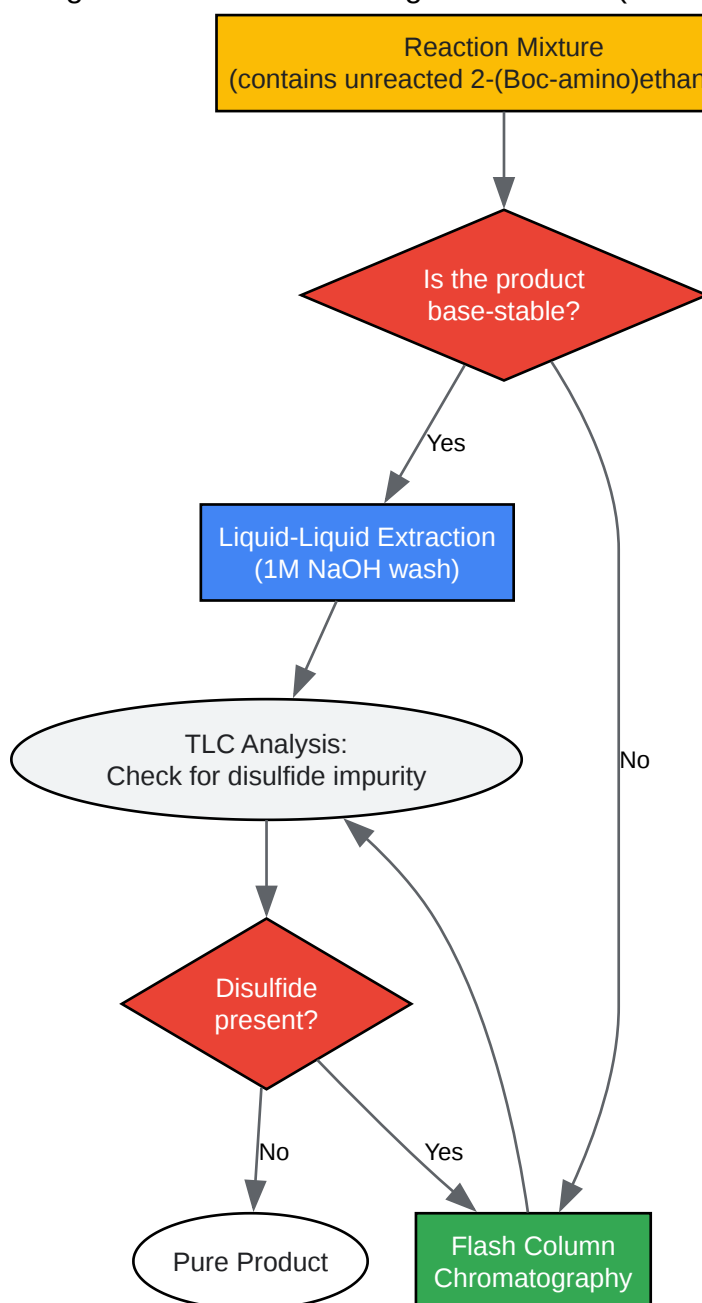 Reaction Mixture
(contains unreacted 2-(Boc-amino)ethan
Is the product
base-stable?
Yes
Liquid-Liquid Extraction
(1M NaOH wash)
TLC Analysis:
Check for disulfide impurity
No
Disulfide
present?
No
Yes
Pure Product
Flash Column
Chromatography